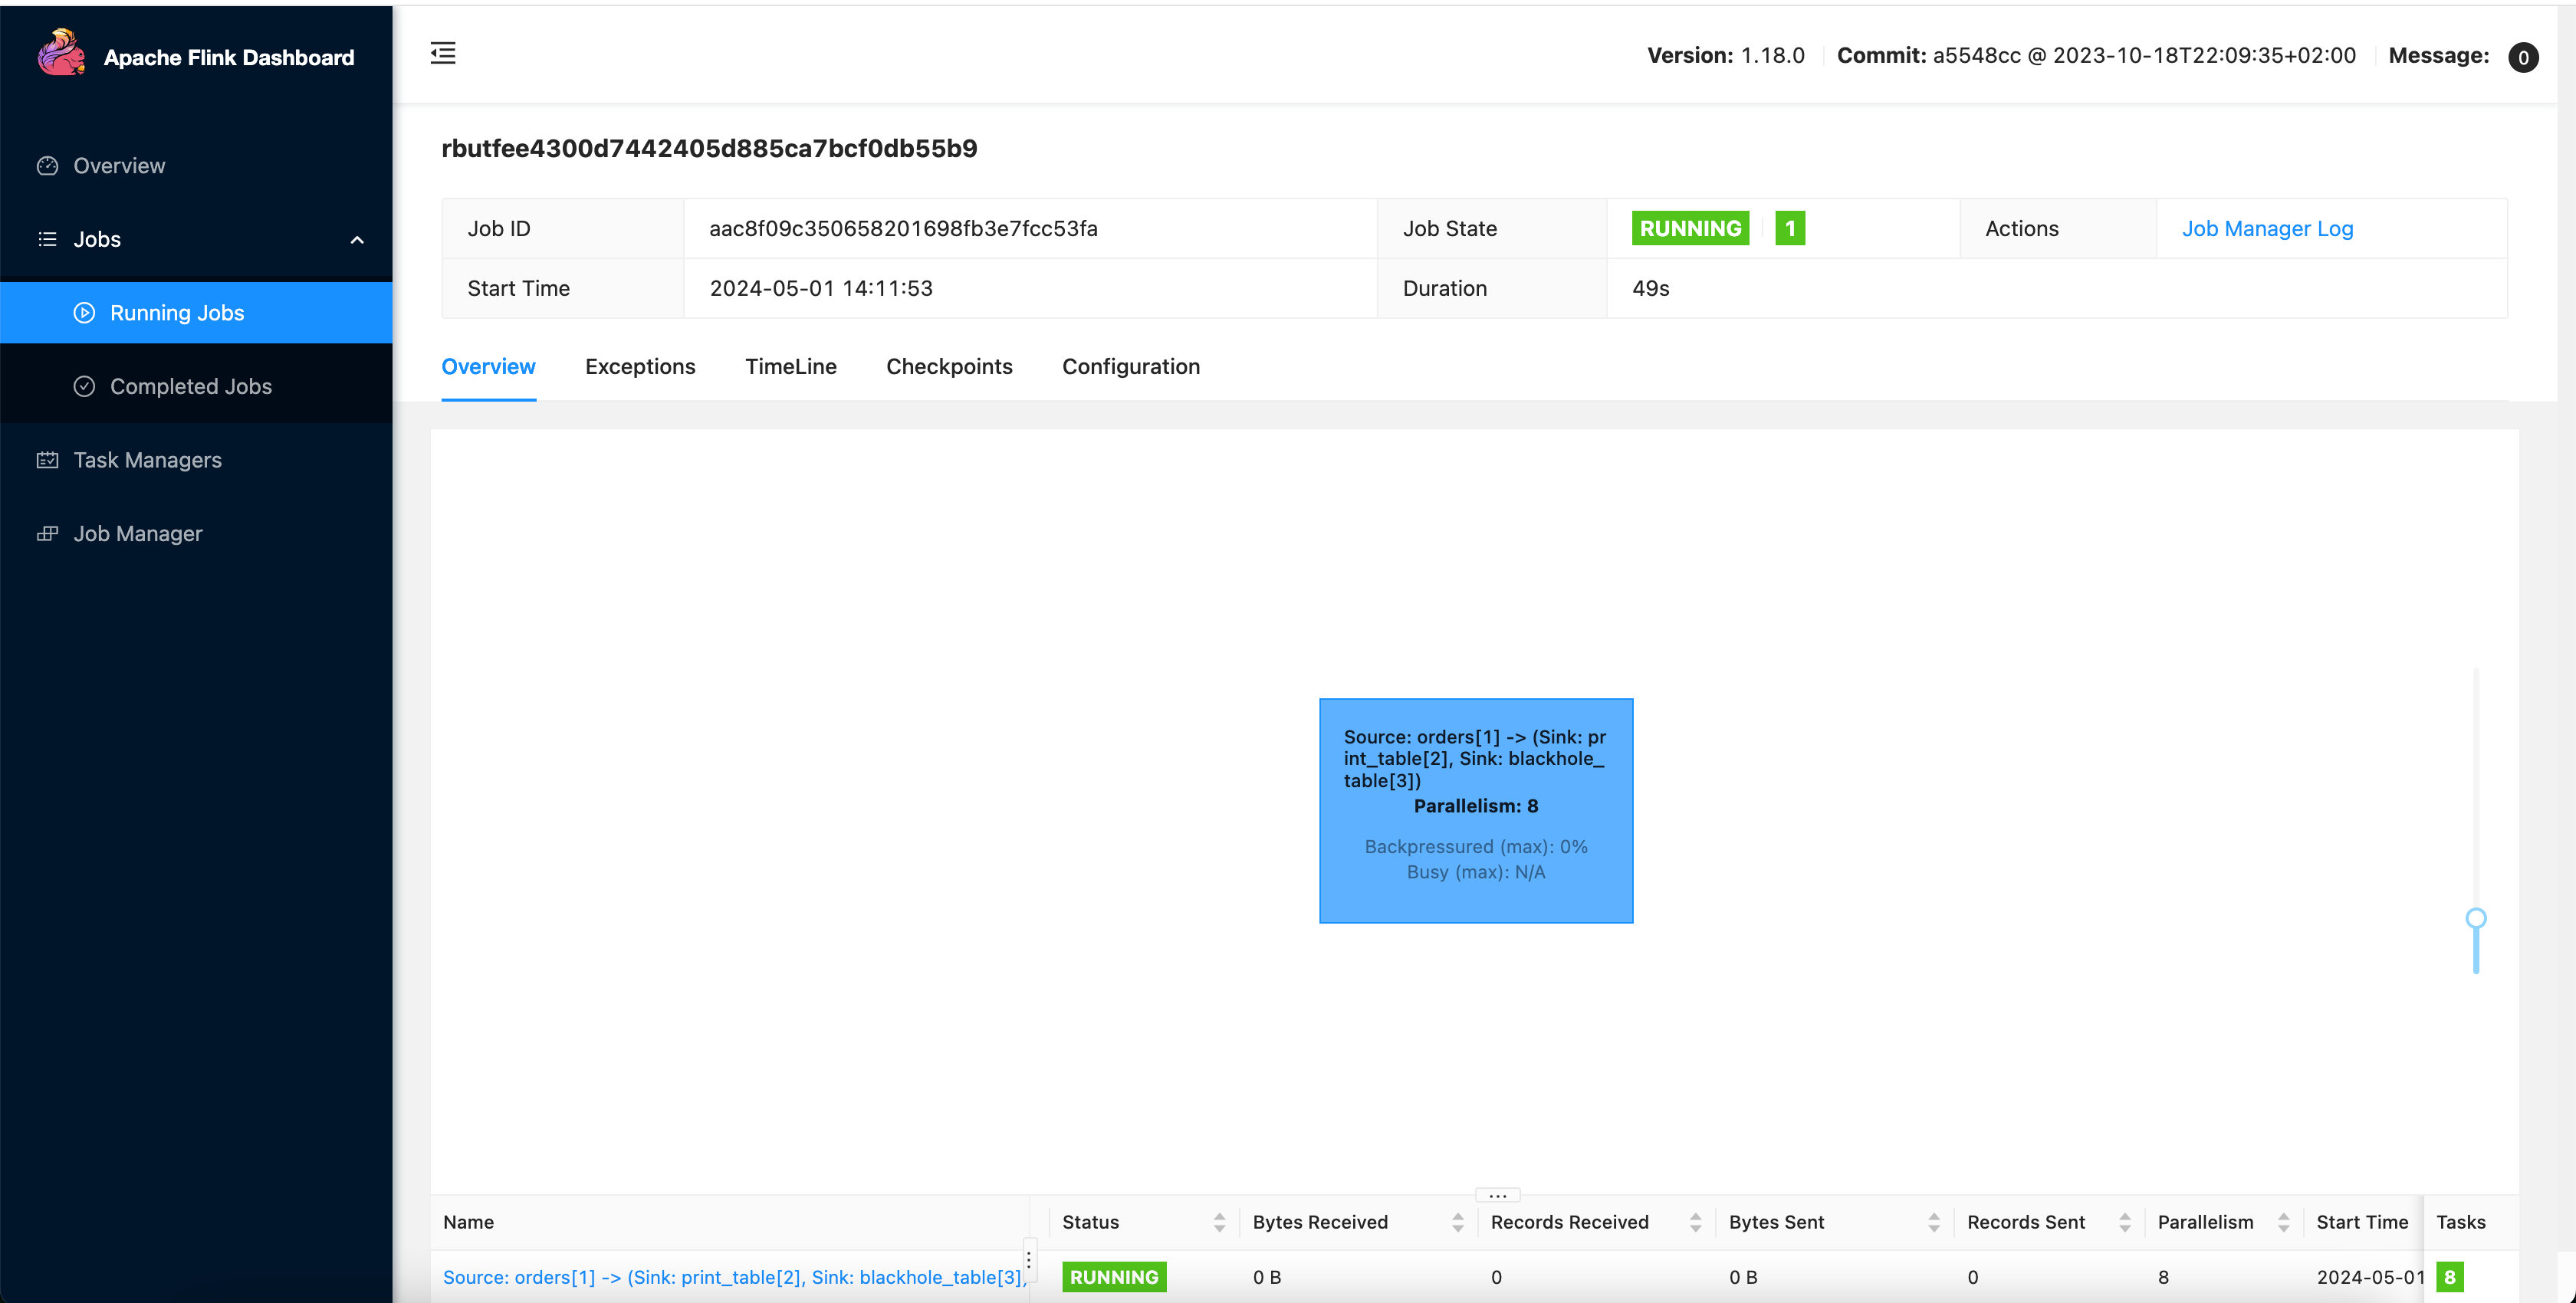 Apache Flink Dashboard
Version: 1.18.0 Commit: a5548cc @ 2023-10-18T22:09:35+02:00 Message: 0
Overview
Jobs
Running Jobs
Completed Jobs
Task Managers
Job Manager
rbutfee4300d7442405d885ca7bcf0db55b9
Job ID aac8f09c350658201698fb3e7fcc53fa Job State RUNNING 1 Actions Job Manager Log
Start Time 2024-05-01 14:11:53 Duration 49s
Overview Exceptions TimeLine Checkpoints Configuration
Source: orders[1] -> (Sink: pr
int_table[2], Sink: blackhole_
table[3])
Parallelism: 8
Backpressured (max): 0%
Busy (max): N/A
Name Status Bytes Received Records Received Bytes Sent Records Sent Parallelism Start Time Tasks
Source: orders[1] -> (Sink: print_table[2], Sink: blackhole_table[3], RUNNING 0 B 0 0 B 0 8 2024-05-01 8